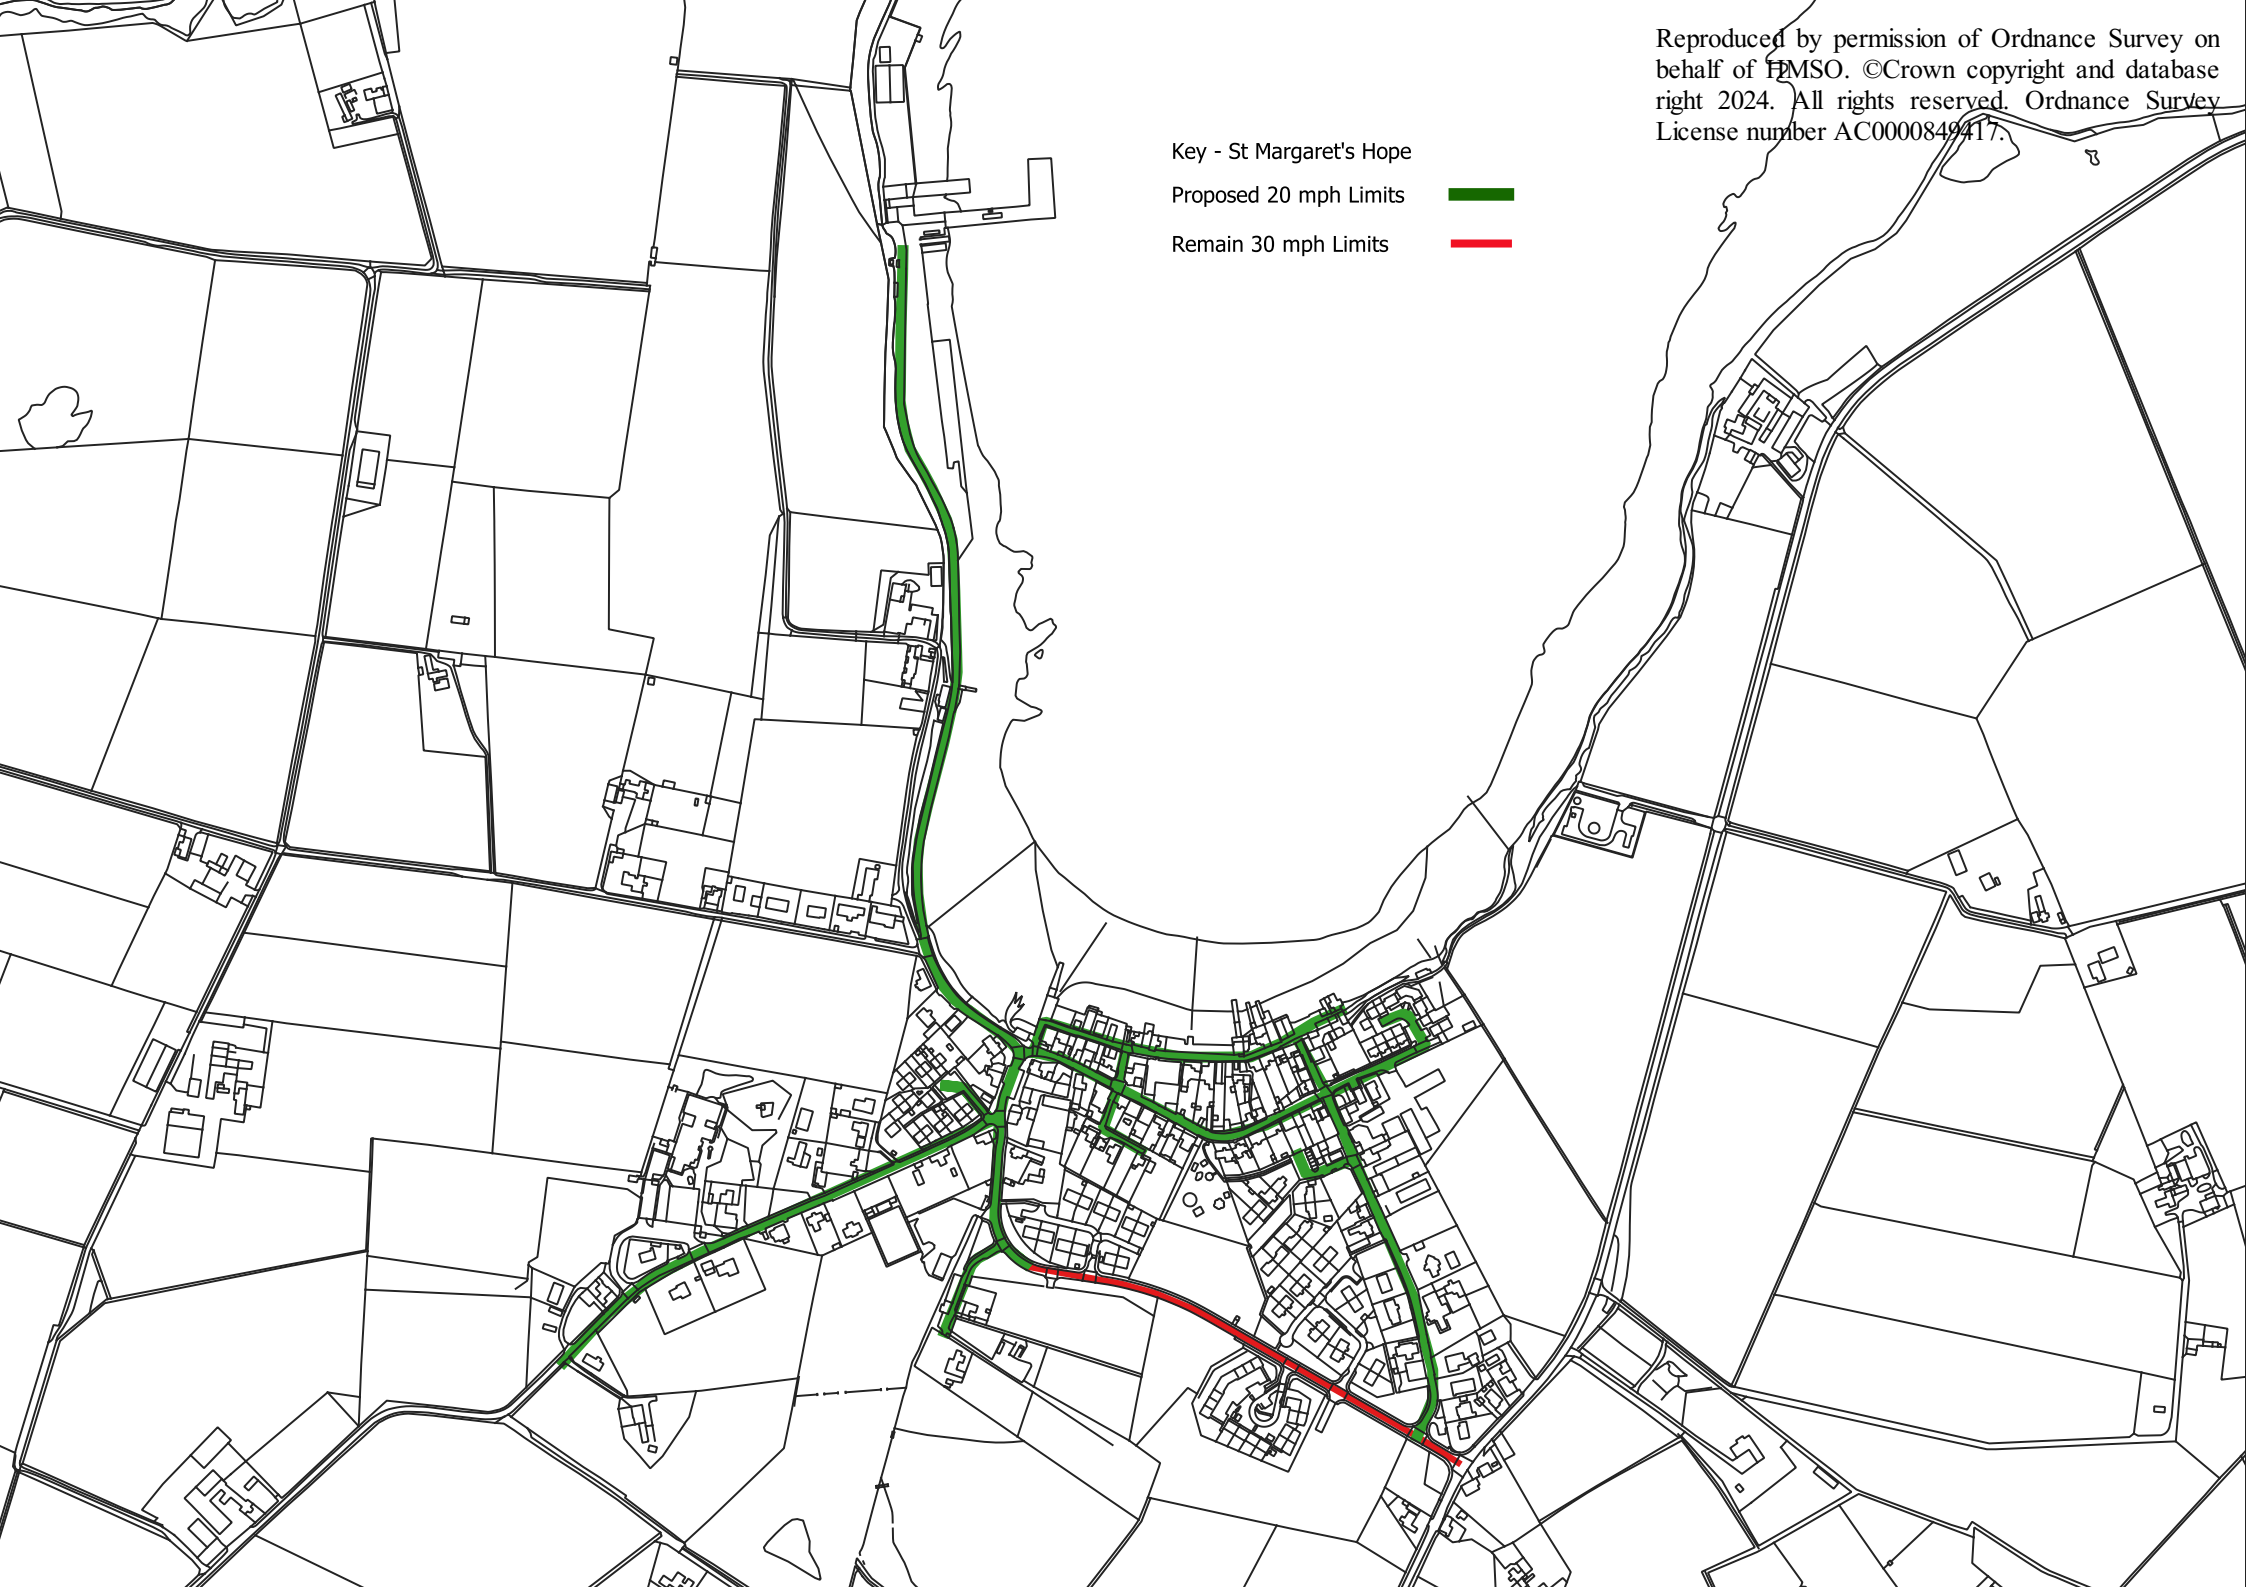 Reproduced by permission of Ordnance Survey on
behalf of HMSO. ©Crown copyright and database
right 2024. All rights reserved. Ordnance Survey
License number AC0000849417.
Key - St Margaret's Hope
Proposed 20 mph Limits
Remain 30 mph Limits